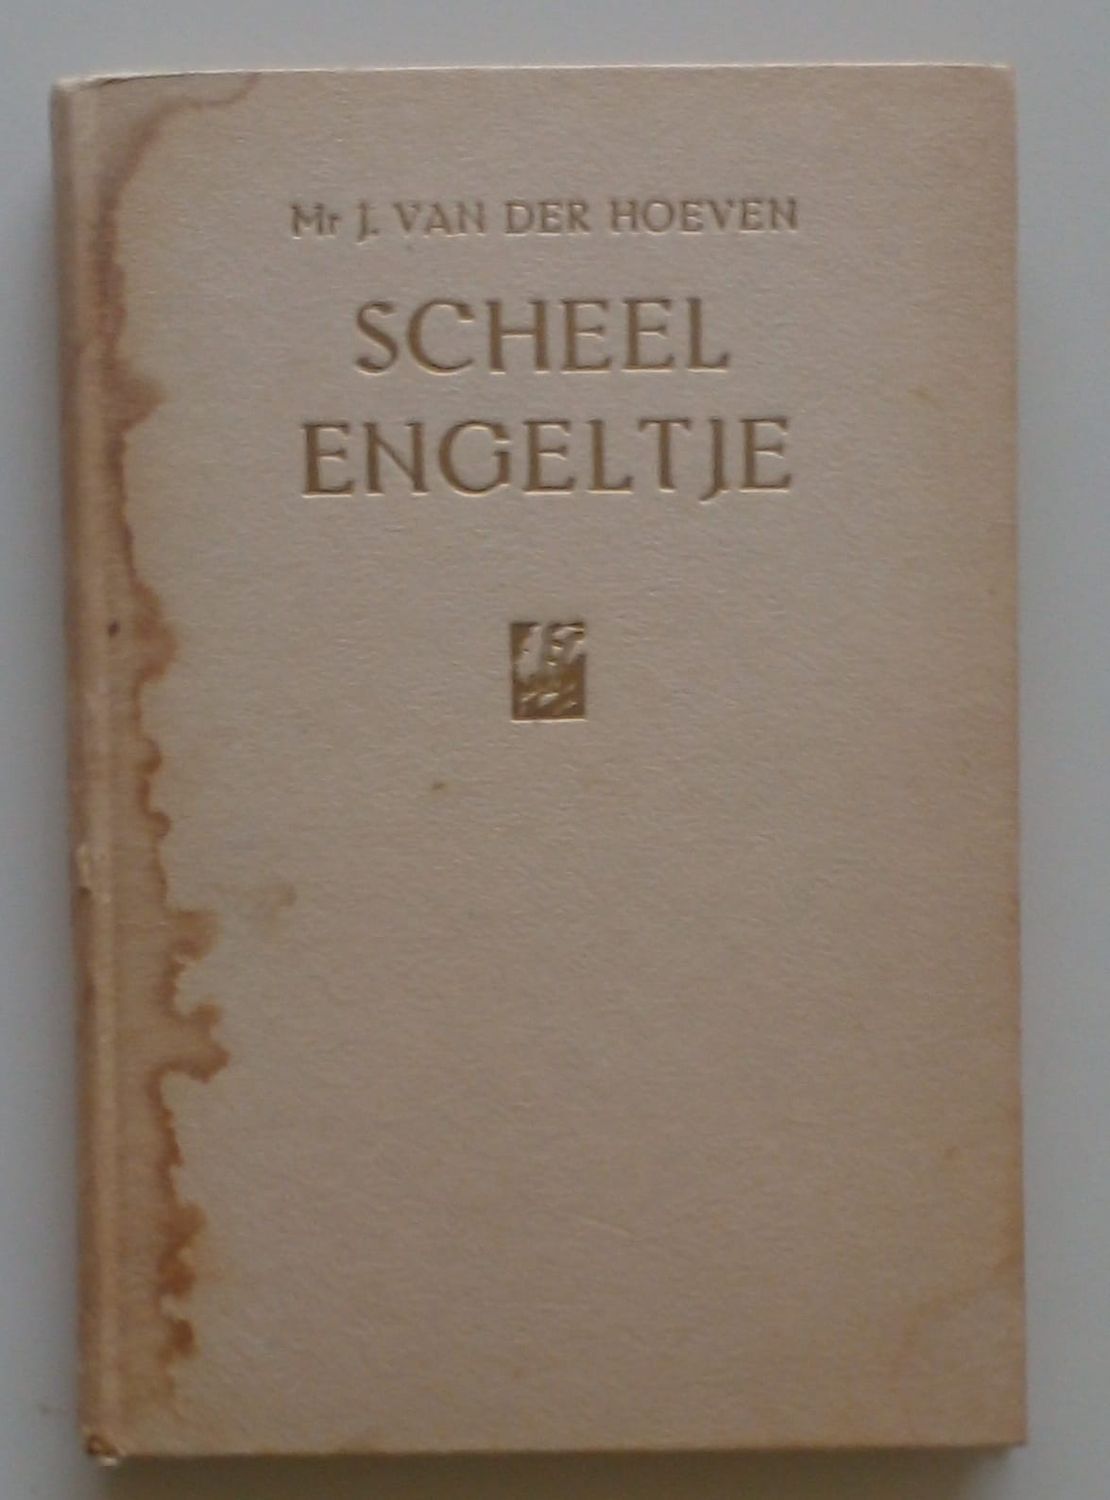 Mr J. VAN DER HOEVEN
SCHEEL
ENGELTJE